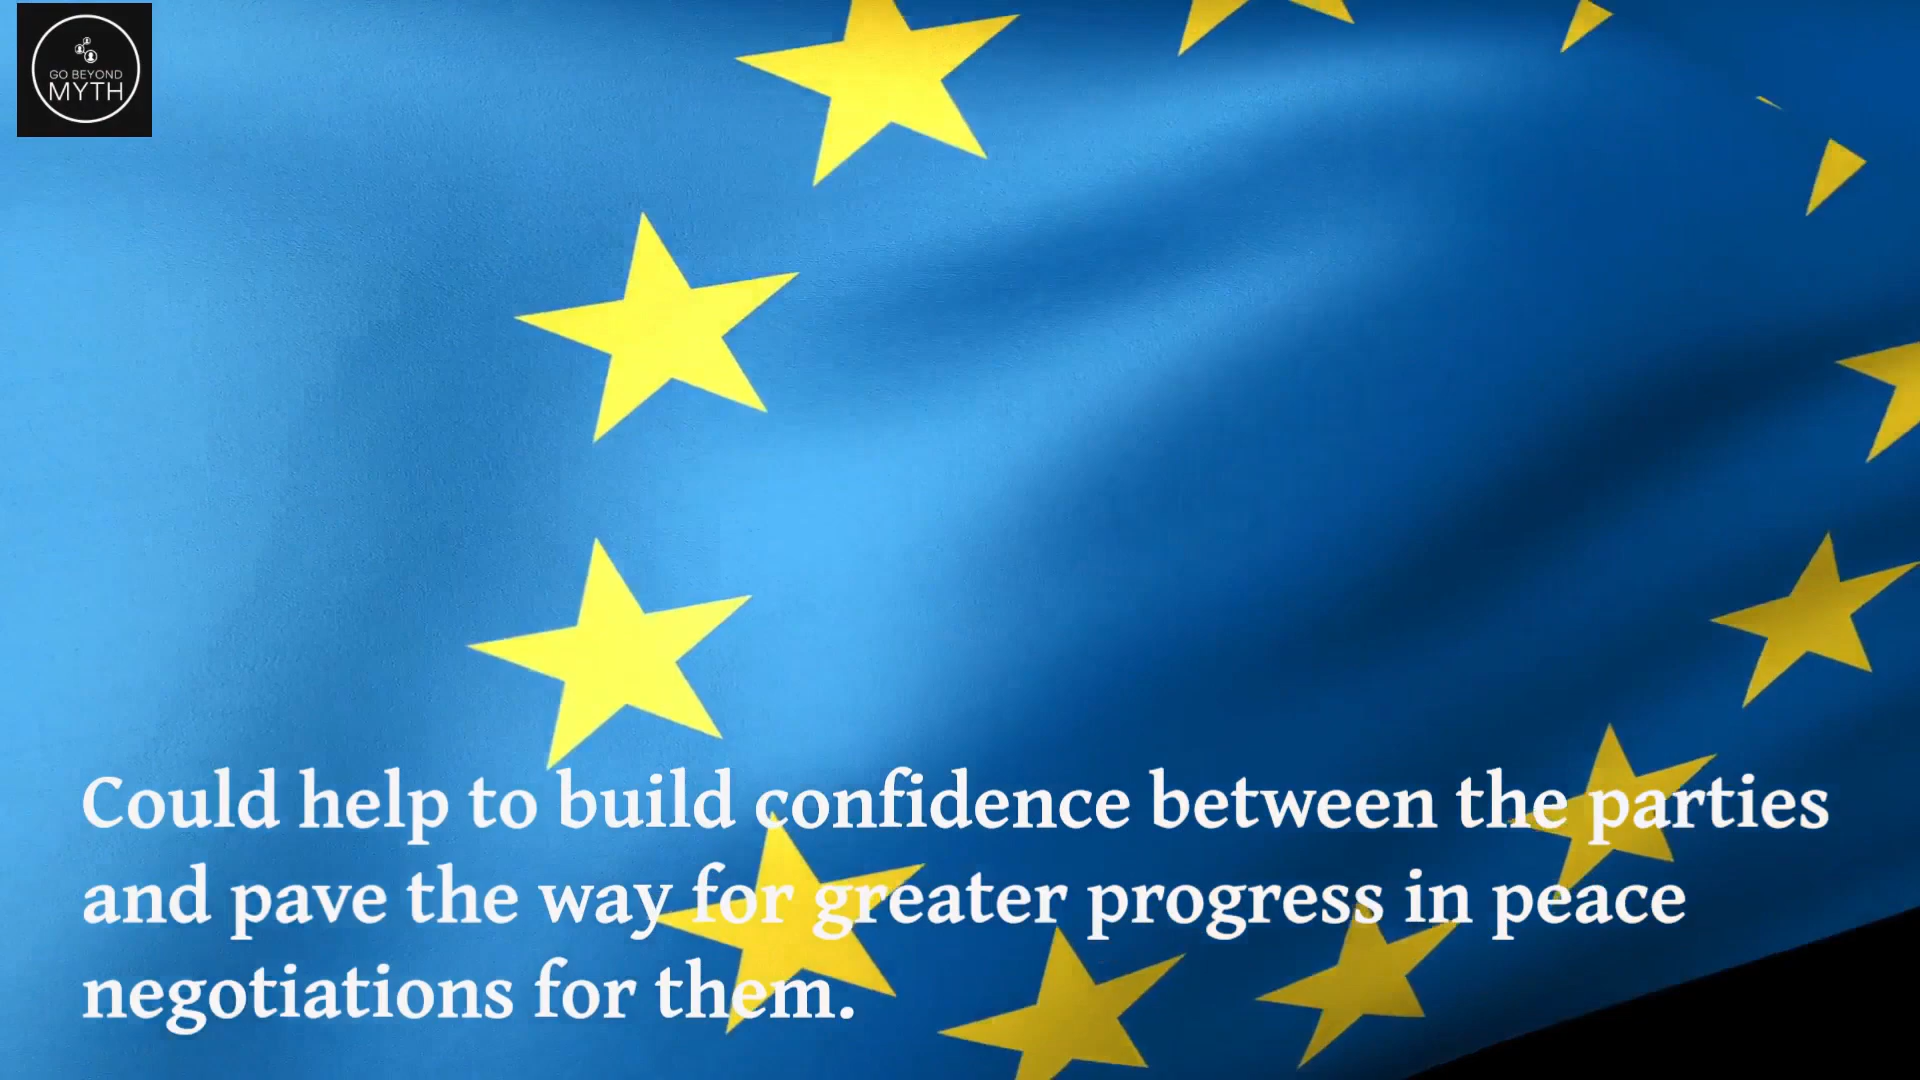 GO BEYOND
MYTH
Could help to build confidence between the parties
and pave the way for greater progress in peace
negotiations for them.